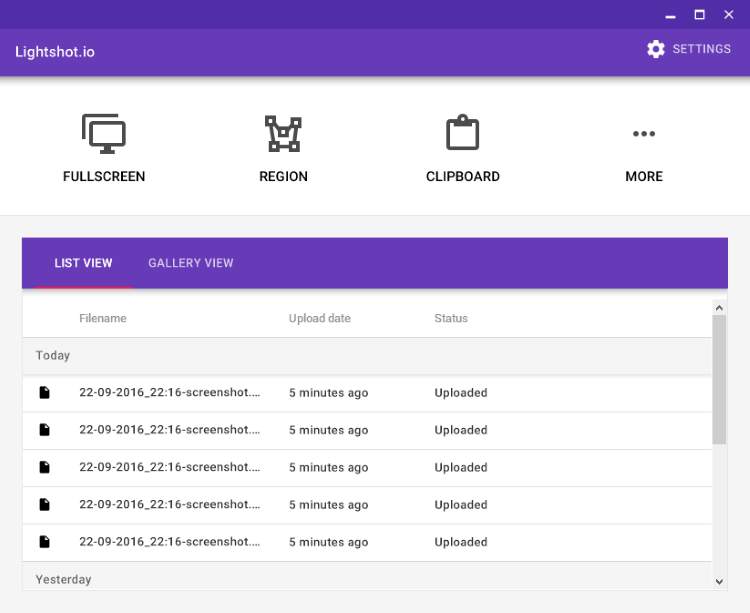 Lightshot.io
SETTINGS
FULLSCREEN REGION CLIPBOARD MORE
LIST VIEW GALLERY VIEW
Filename Upload date Status
Today
22-09-2016_22:16-screenshot.... 5 minutes ago Uploaded
22-09-2016_22:16-screenshot.... 5 minutes ago Uploaded
22-09-2016_22:16-screenshot.... 5 minutes ago Uploaded
22-09-2016_22:16-screenshot.... 5 minutes ago Uploaded
22-09-2016_22:16-screenshot.... 5 minutes ago Uploaded
Yesterday